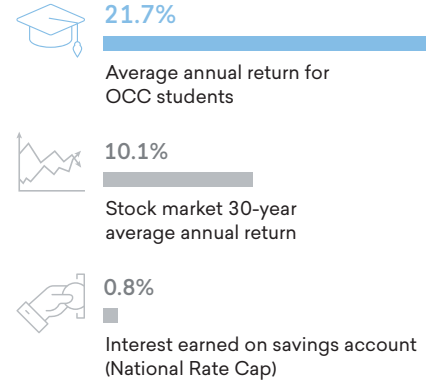 21.7%
Average annual return for
OCC students
10.1%
Stock market 30-year
average annual return
0.8%
Interest earned on savings account
(National Rate Cap)